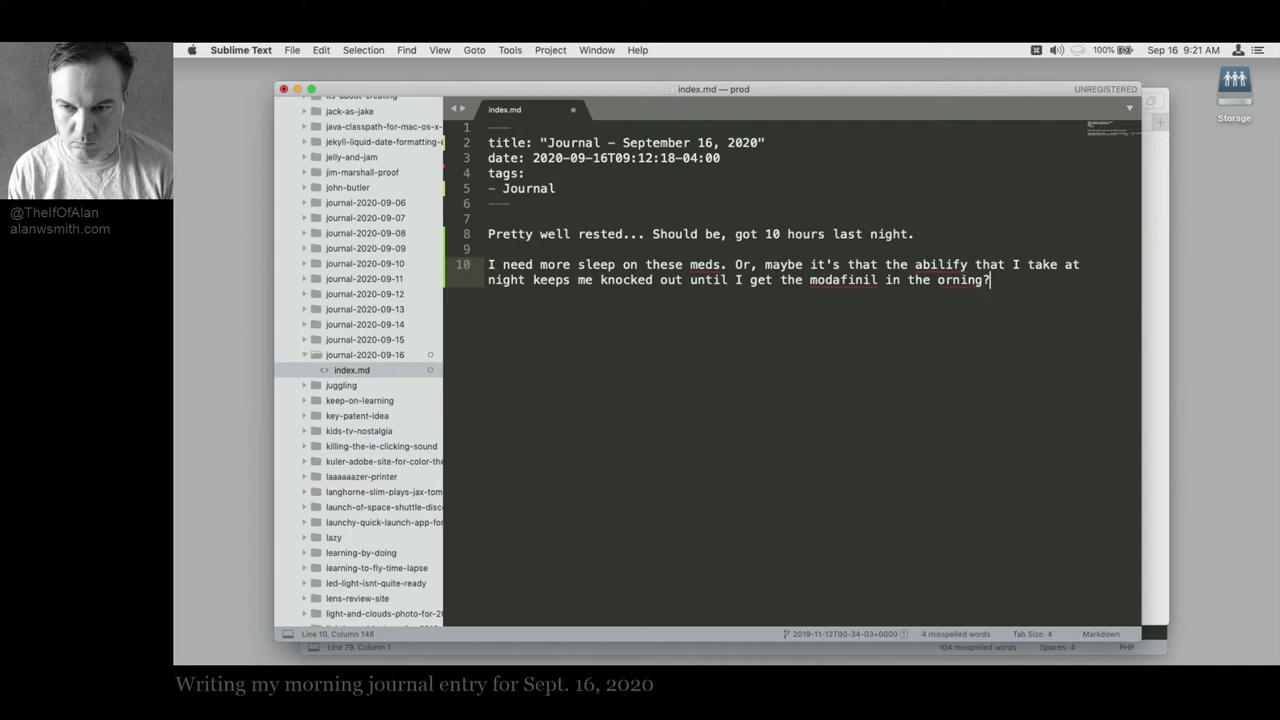 Sublime Text File Edit Selection Find View Goto Tools Project Window Help 100% Sep 16 9:21 AM
index.md — prod UNREGISTERED
Storage
index.md
its-about-creating
jack-as-jake
java-classpath-for-mac-os-x-
jekyll-liquid-date-formatting-
jelly-and-jam
jim-marshall-proof
john-butler
journal-2020-09-06
journal-2020-09-07
journal-2020-09-08
journal-2020-09-09
journal-2020-09-10
journal-2020-09-11
journal-2020-09-12
journal-2020-09-13
journal-2020-09-14
journal-2020-09-15
journal-2020-09-16
index.md
juggling
keep-on-learning
key-patent-idea
kids-tv-nostalgia
killing-the-ie-clicking-sound
kuler-adobe-site-for-color-the
laaaaaazer-printer
langhorne-slim-plays-jax-tom
launch-of-space-shuttle-disc
launchy-quick-launch-app-for
lazy
learning-by-doing
learning-to-fly-time-lapse
led-light-isnt-quite-ready
lens-review-site
light-and-clouds-photo-for-20
1 ---
2 title: "Journal - September 16, 2020"
3 date: 2020-09-16T09:12:18-04:00
4 tags:
5 - Journal
6 ---
7
8 Pretty well rested... Should be, got 10 hours last night.
9
10 I need more sleep on these meds. Or, maybe it's that the abilify that I take at
night keeps me knocked out until I get the modafinil in the orning?
Line 10, Column 148 2019-11-12T00-34-03+0000 1 4 misspelled words Tab Size: 4 Markdown
Line 79, Column 1 104 misspelled words Spaces: 4 PHP
@TheIfOfAlan
alanwsmith.com
Writing my morning journal entry for Sept. 16, 2020